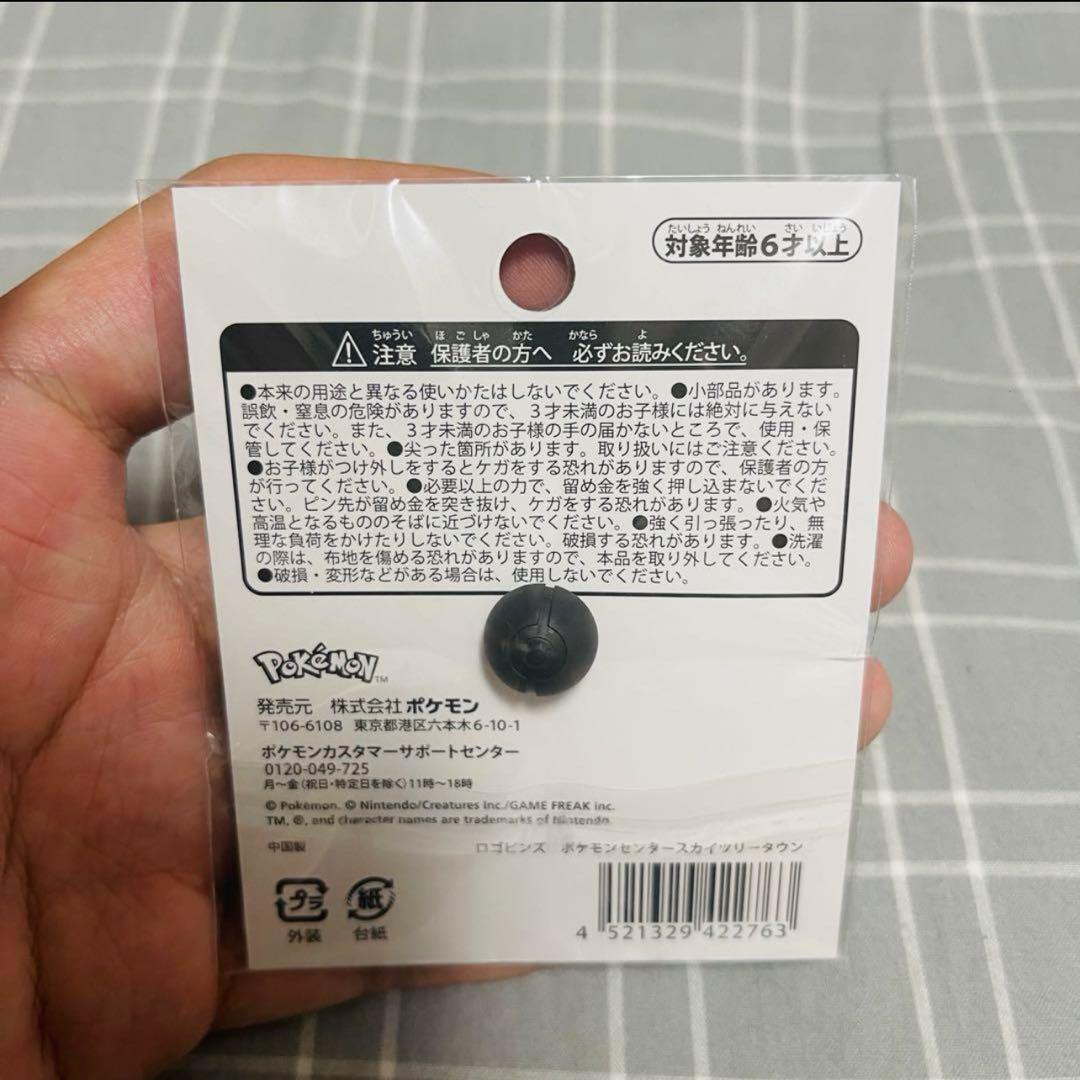 たいしょう ねんれい さい いじょう
対象年齢6才以上
ちゅうい ほごしゃ かた かなら よ
⚠注意 保護者の方へ 必ずお読みください。
●本来の用途と異なる使いかたはしないでください。●小部品があります。
誤飲・窒息の危険がありますので、3才未満のお子様には絶対に与えない
でください。また、3才未満のお子様の手の届かないところで、使用・保
管してください。●尖った箇所があります。取り扱いにはご注意ください。
●お子様がつけ外しをするとケガをする恐れがありますので、保護者の方
が行ってください。●必要以上の力で、留め金を強く押し込まないでくだ
さい。ピン先が留め金を突き抜け、ケガをする恐れがあります。●火気や
高温となるもののそばに近づけないでください。●強く引っ張ったり、無
理な負荷をかけたりしないでください。破損する恐れがあります。●洗濯
の際は、布地を傷める恐れがありますので、本品を取り外してください。
●破損・変形などがある場合は、使用しないでください。
POKéMON™
発売元 株式会社ポケモン
〒106-6108 東京都港区六本木6-10-1
ポケモンカスタマーサポートセンター
0120-049-725
月~金(祝日・特定日を除く)11時~18時
© Pokémon. © Nintendo/Creatures Inc./GAME FREAK inc.
TM, ®, and character names are trademarks of Nintendo.
中国製 ロゴピンズ ポケモンセンタースカイツリータウン
プラ 紙
外装 台紙
4 521329 422763